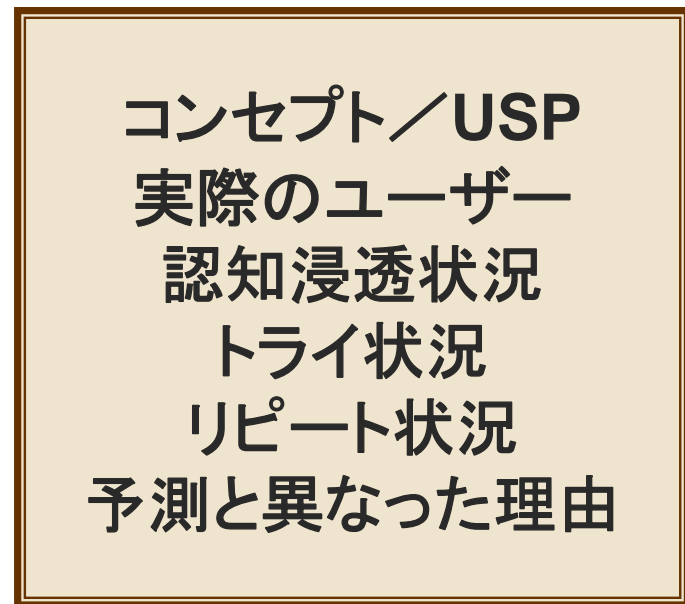 コンセプト／USP
実際のユーザー
認知浸透状況
トライ状況
リピート状況
予測と異なった理由